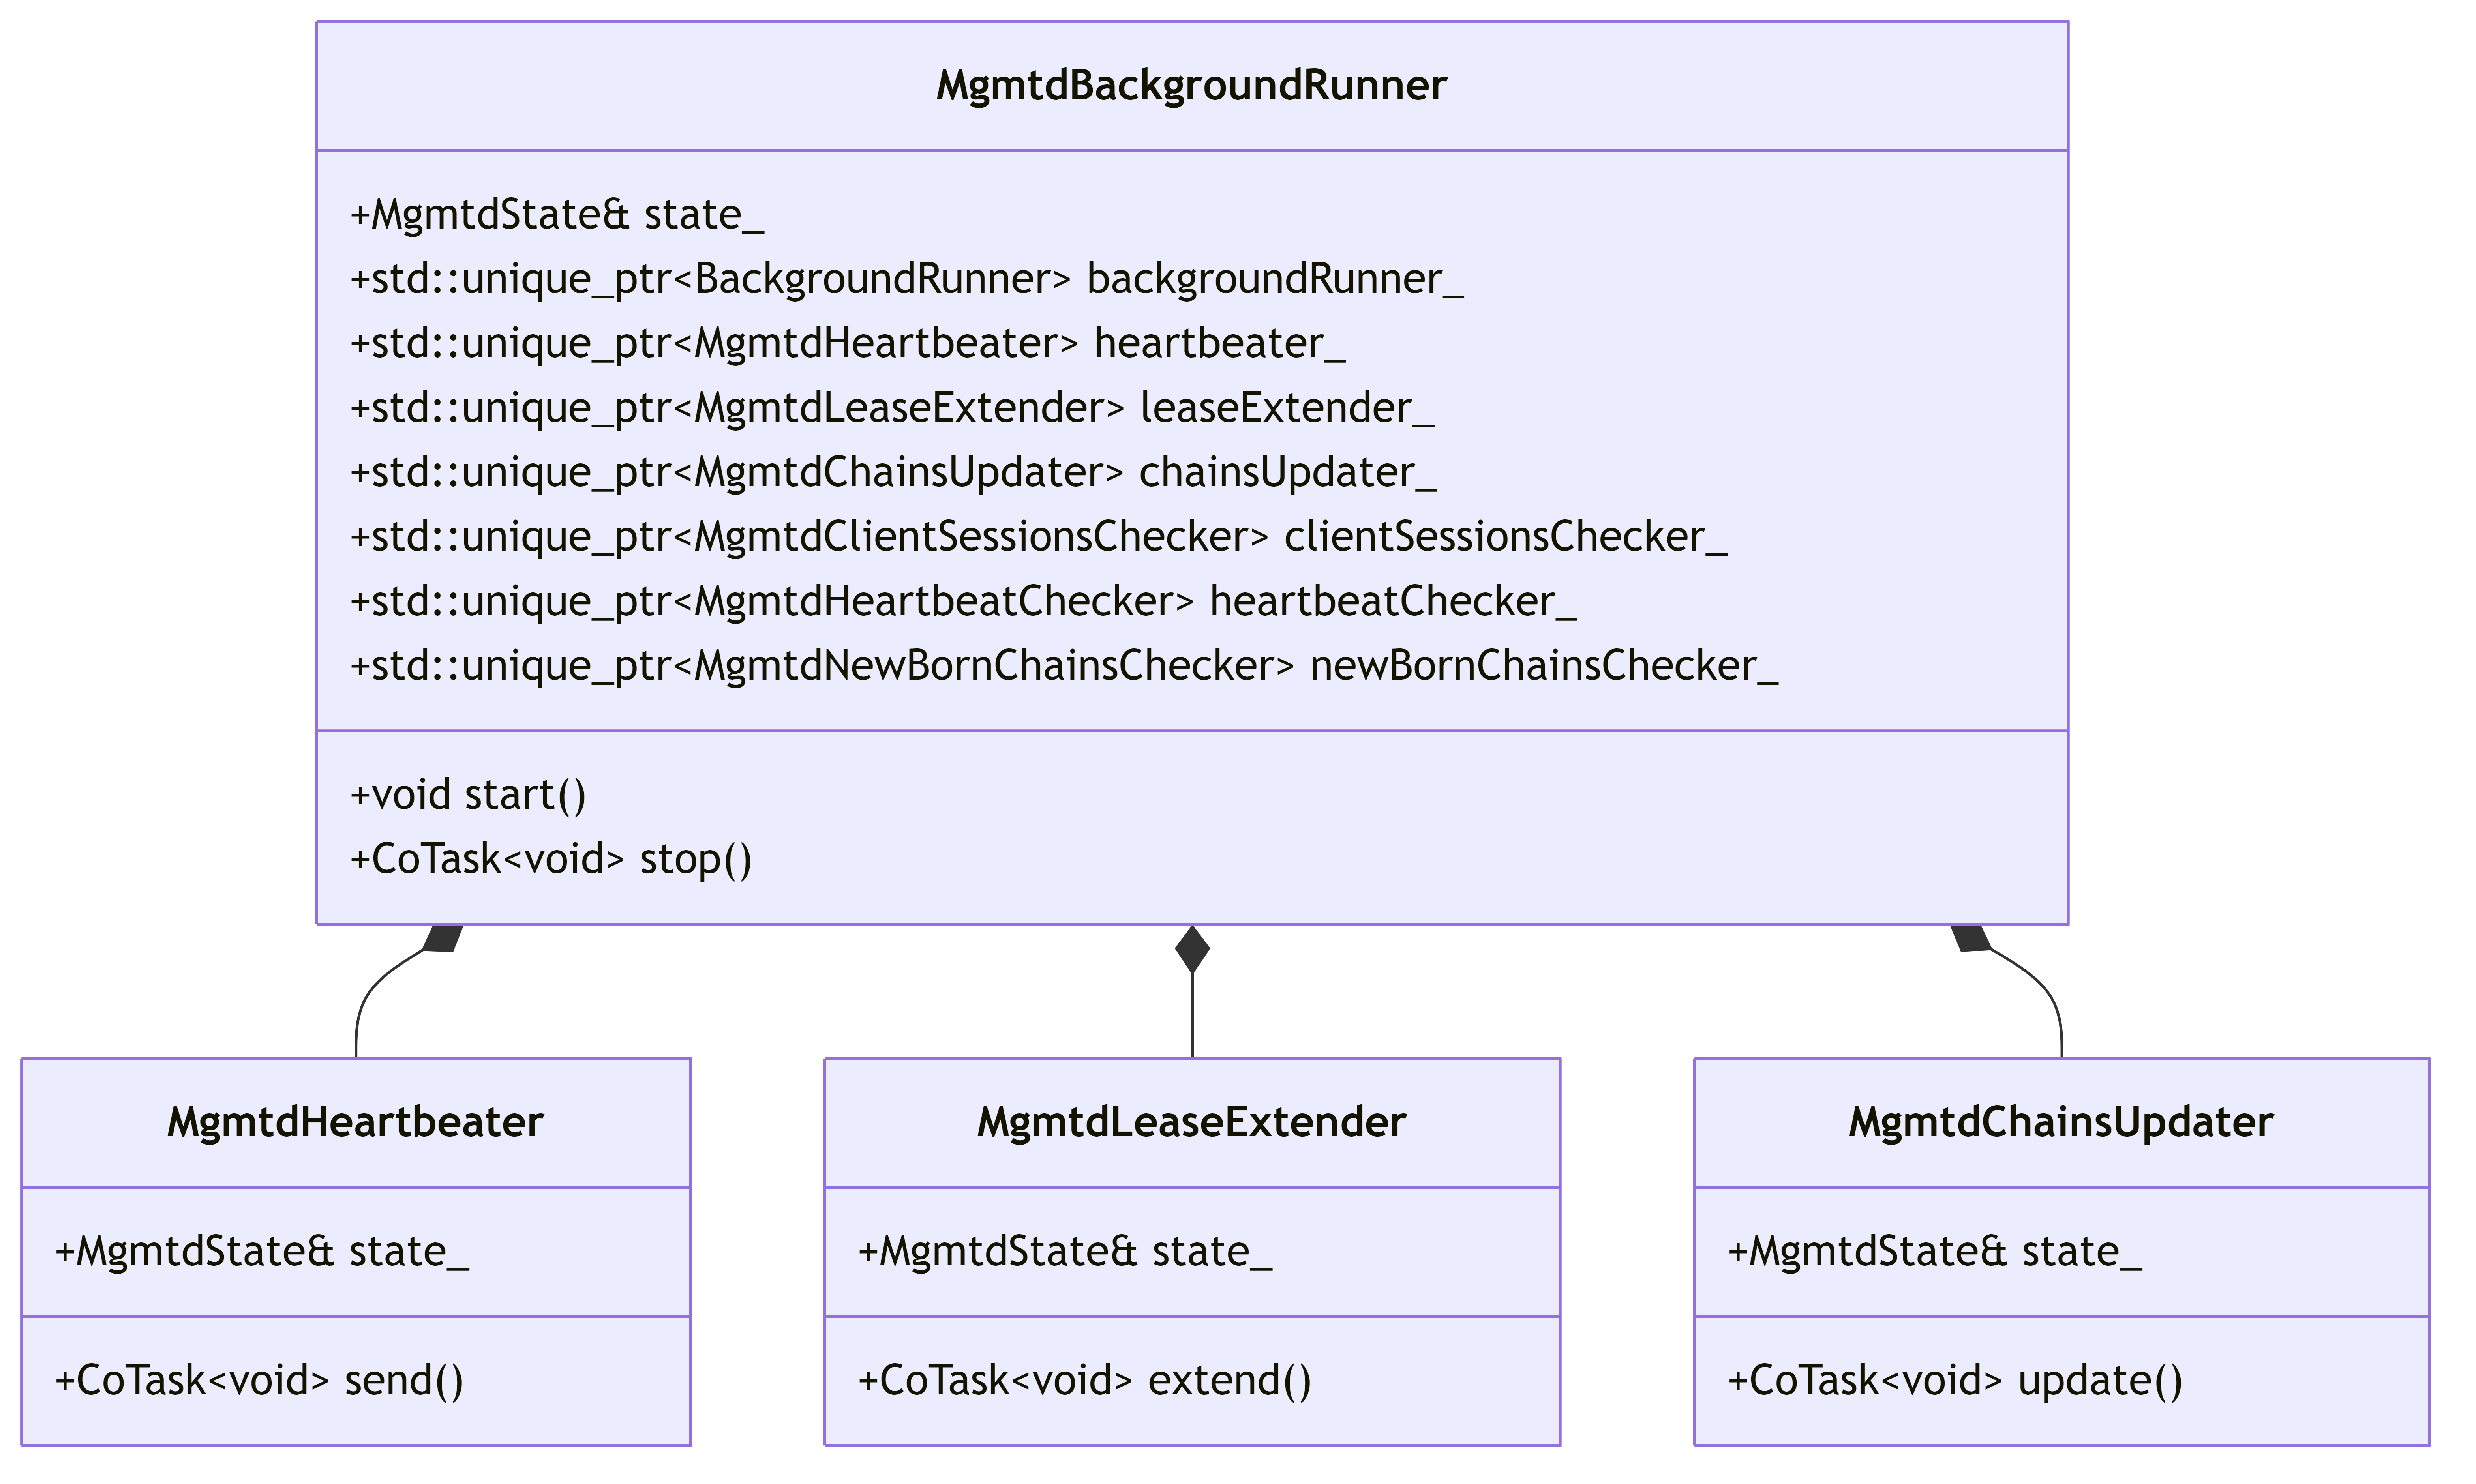 MgmtdBackgroundRunner
+MgmtdState& state_
+std::unique_ptr<BackgroundRunner> backgroundRunner_
+std::unique_ptr<MgmtdHeartbeater> heartbeater_
+std::unique_ptr<MgmtdLeaseExtender> leaseExtender_
+std::unique_ptr<MgmtdChainsUpdater> chainsUpdater_
+std::unique_ptr<MgmtdClientSessionsChecker> clientSessionsChecker_
+std::unique_ptr<MgmtdHeartbeatChecker> heartbeatChecker_
+std::unique_ptr<MgmtdNewBornChainsChecker> newBornChainsChecker_
+void start()
+CoTask<void> stop()
MgmtdHeartbeater
+MgmtdState& state_
+CoTask<void> send()
MgmtdLeaseExtender
+MgmtdState& state_
+CoTask<void> extend()
MgmtdChainsUpdater
+MgmtdState& state_
+CoTask<void> update()